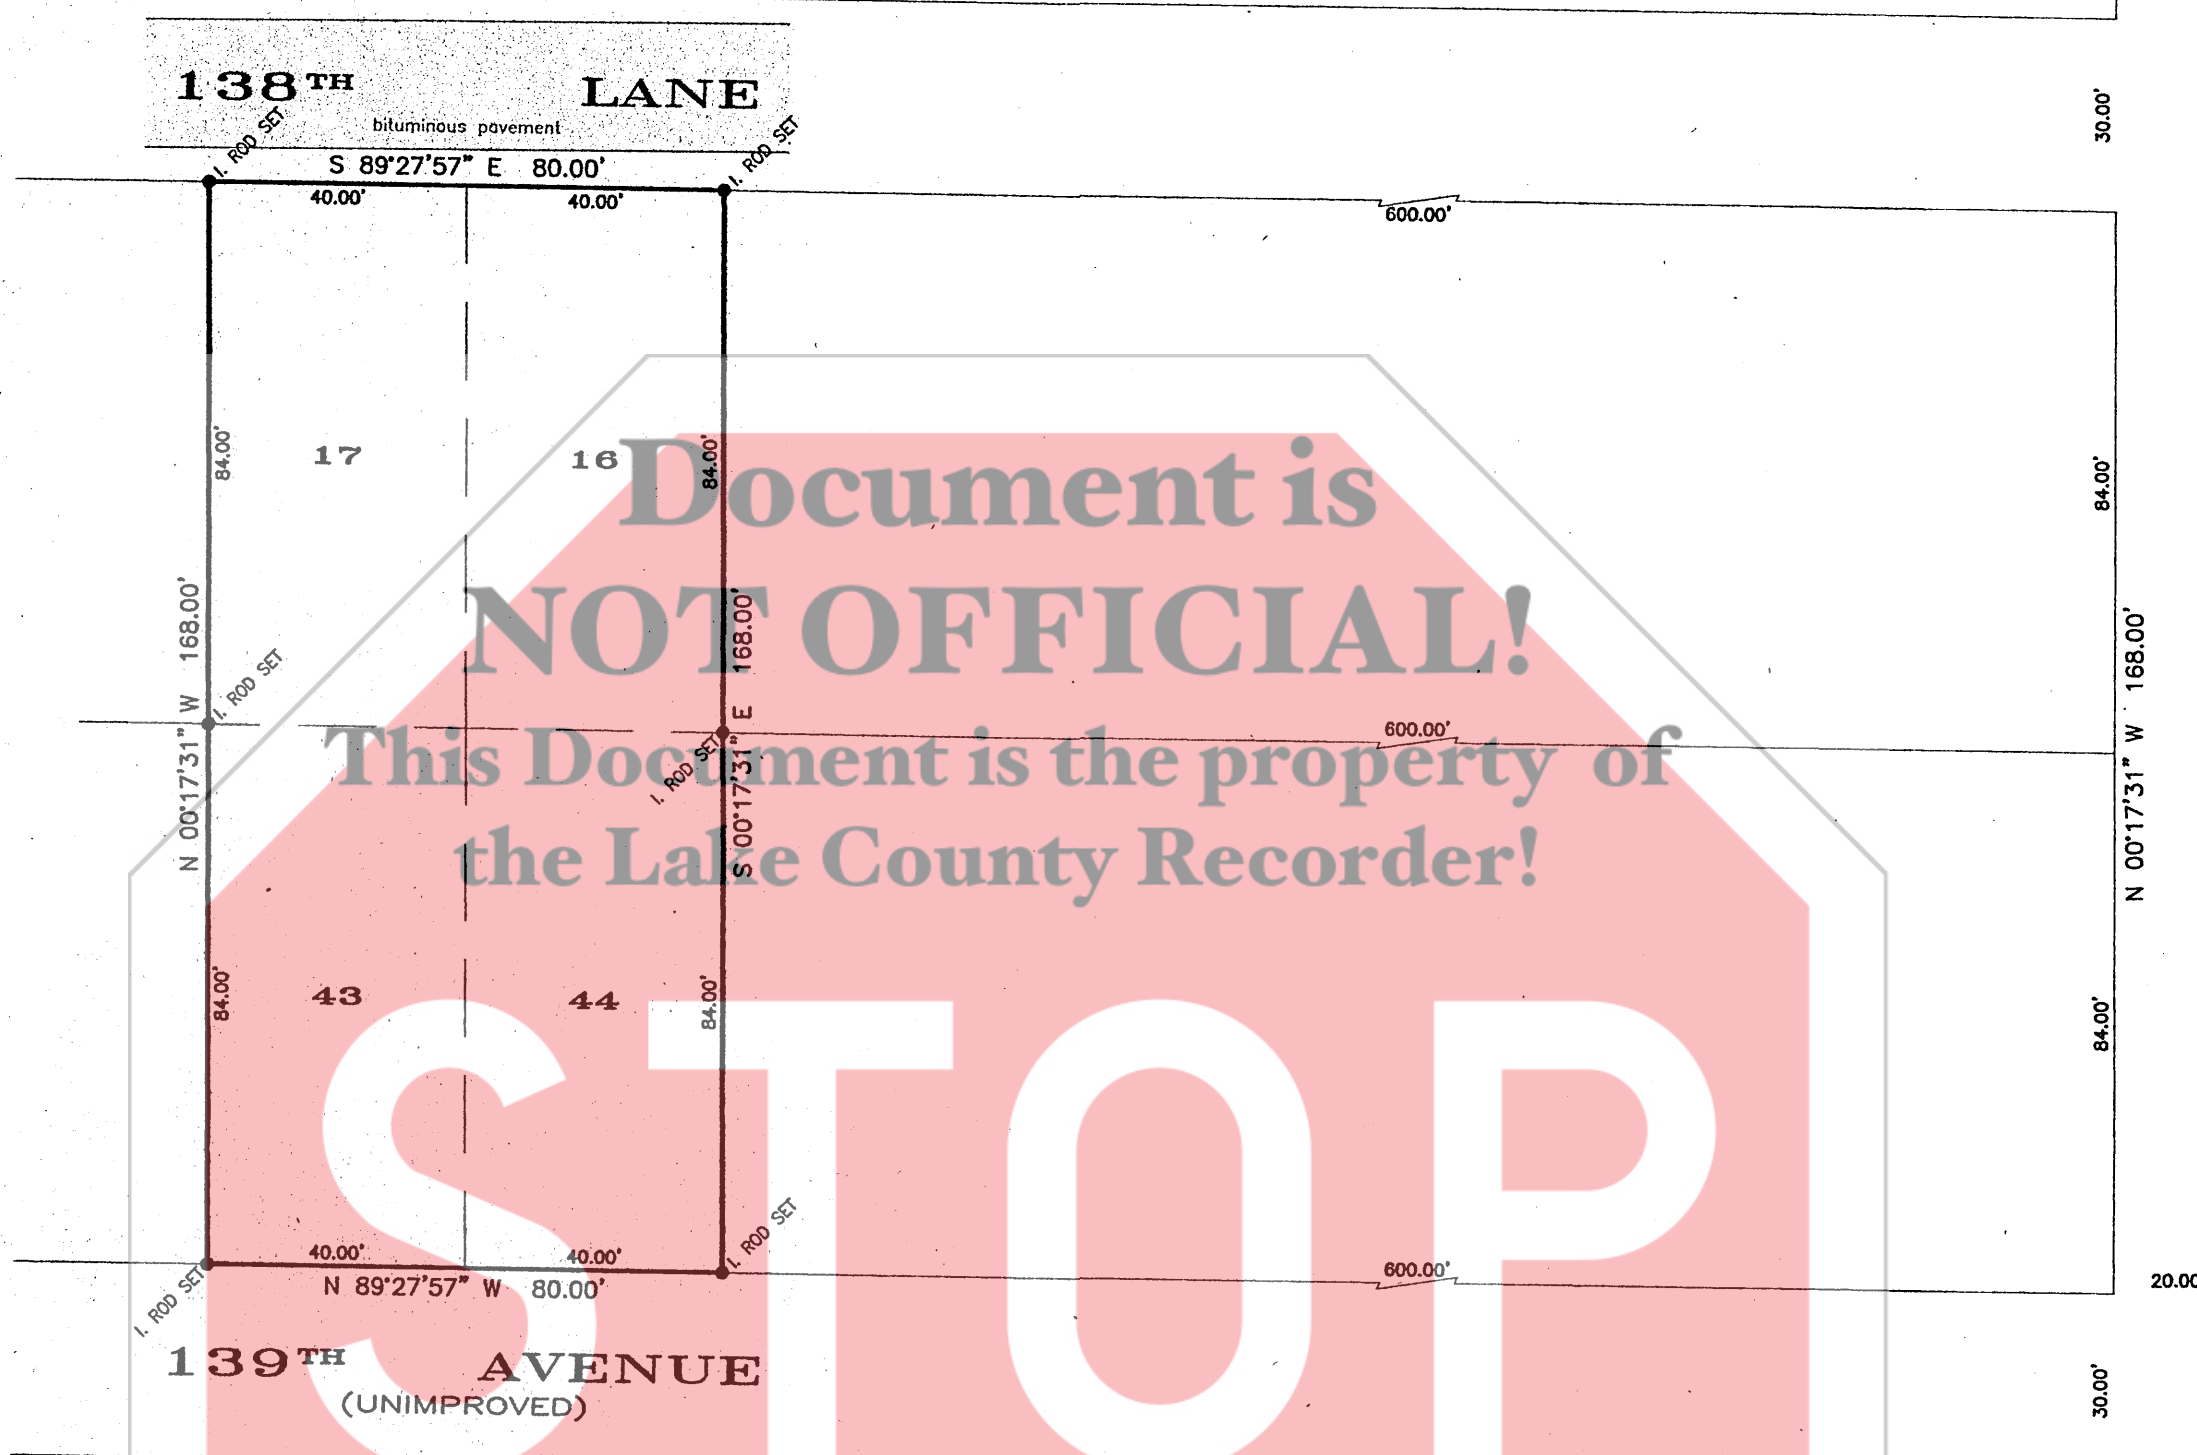 138TH LANE
bituminous pavement
I. ROD SET
I. ROD SET
S 89°27'57" E 80.00'
40.00'
40.00'
600.00'
30.00'
84.00'
17
16
84.00'
84.00'
Document is
NOT OFFICIAL!
This Document is the property of
the Lake County Recorder!
N 00°17'31" W 168.00'
I. ROD SET
S 00°17'31" E 168.00'
I. ROD SET
600.00'
N 00°17'31" W 168.00'
84.00'
43
44
84.00'
84.00'
STOP
40.00'
40.00'
N 89°27'57" W 80.00'
I. ROD SET
I. ROD SET
600.00'
20.00
139TH AVENUE
(UNIMPROVED)
30.00'